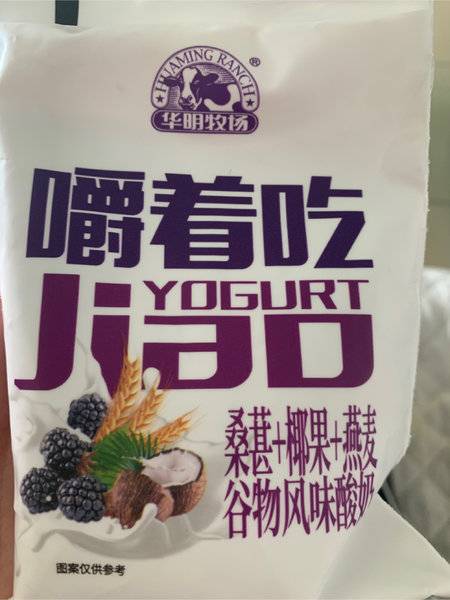 HUAMING RANCH®
华明牧场
嚼着吃
YOGURT
Jiao
桑葚+椰果+燕麦
谷物风味酸奶
图案仅供参考